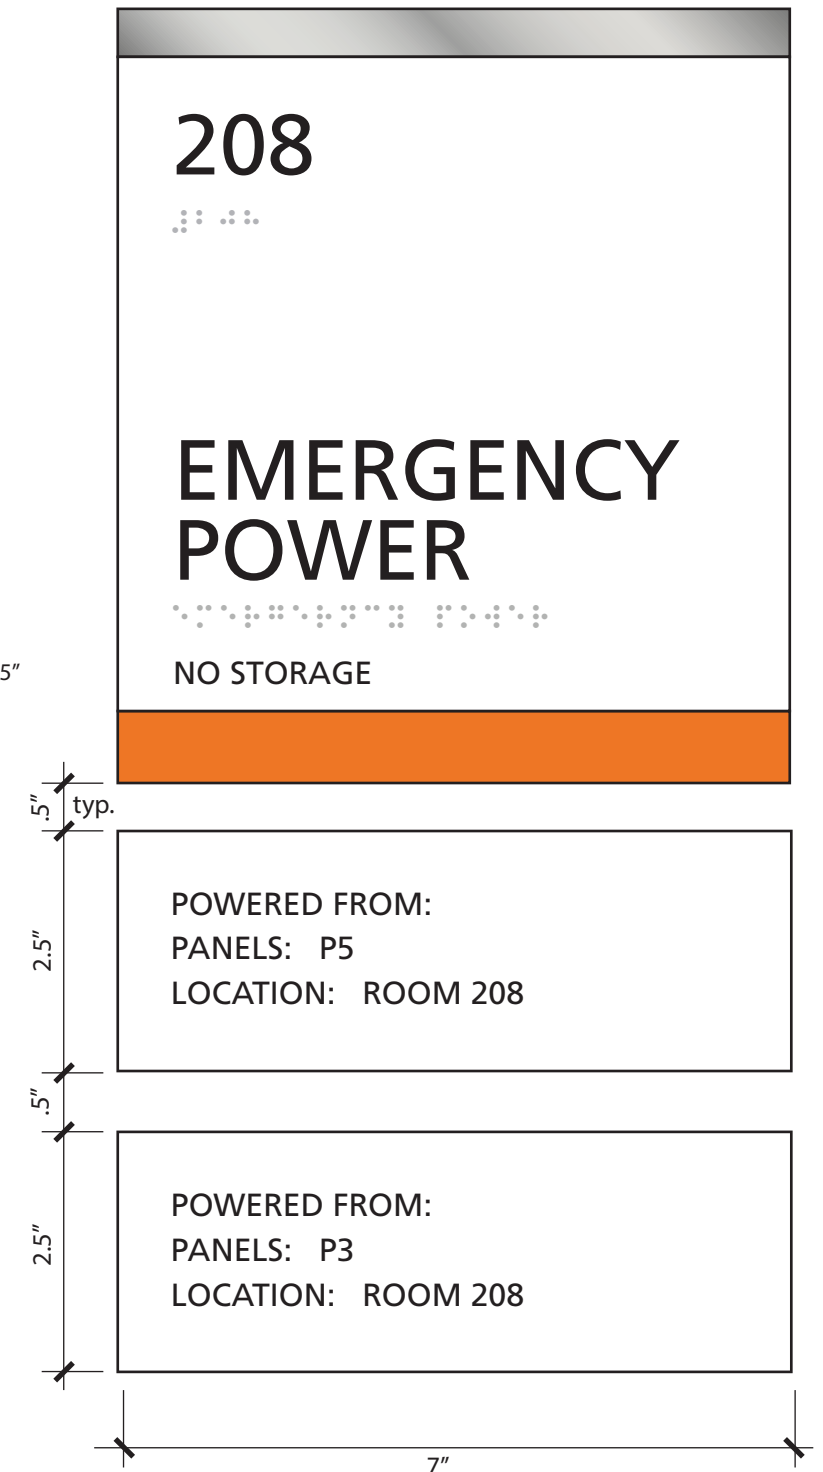 208
⠼⠃⠚⠓
EMERGENCY
POWER
NO STORAGE
5”
.5”
typ.
POWERED FROM:
PANELS: P5
LOCATION: ROOM 208
2.5”
.5”
POWERED FROM:
PANELS: P3
LOCATION: ROOM 208
2.5”
7”